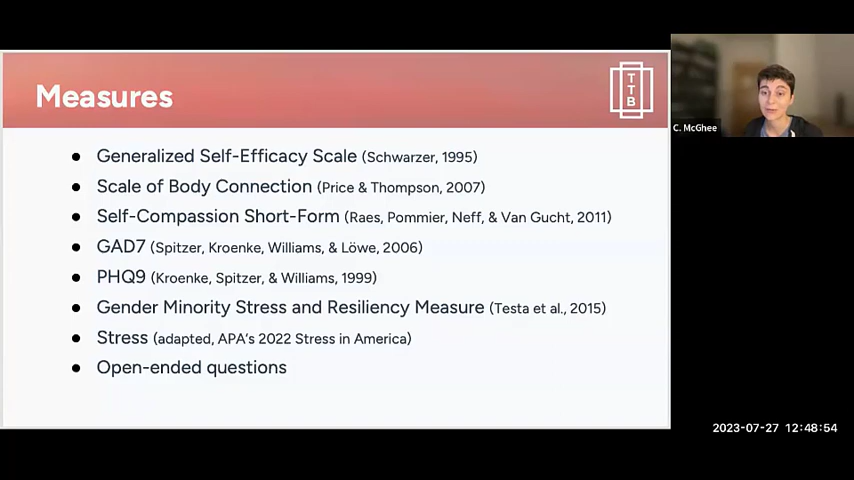 Measures
TTB
C. McGhee
● Generalized Self-Efficacy Scale (Schwarzer, 1995)
● Scale of Body Connection (Price & Thompson, 2007)
● Self-Compassion Short-Form (Raes, Pommier, Neff, & Van Gucht, 2011)
● GAD7 (Spitzer, Kroenke, Williams, & Löwe, 2006)
● PHQ9 (Kroenke, Spitzer, & Williams, 1999)
● Gender Minority Stress and Resiliency Measure (Testa et al., 2015)
● Stress (adapted, APA's 2022 Stress in America)
● Open-ended questions
2023-07-27 12:48:54